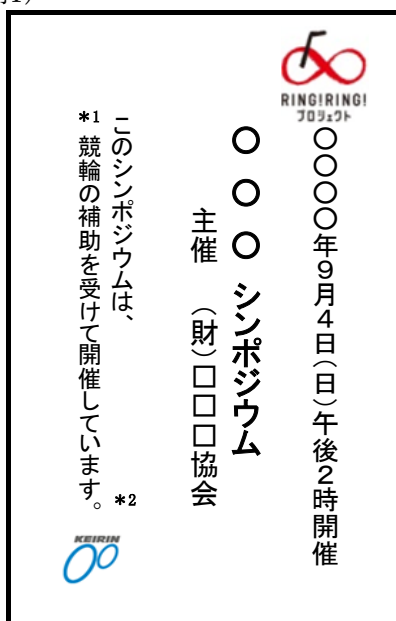 例1)
RING!RING!
プロジェクト
〇〇〇〇年9月4日(日)午後2時開催
〇〇〇 シンポジウム
主催 (財)□□□協会
このシンポジウムは、
*1 競輪の補助を受けて開催しています。
*2
KEIRIN